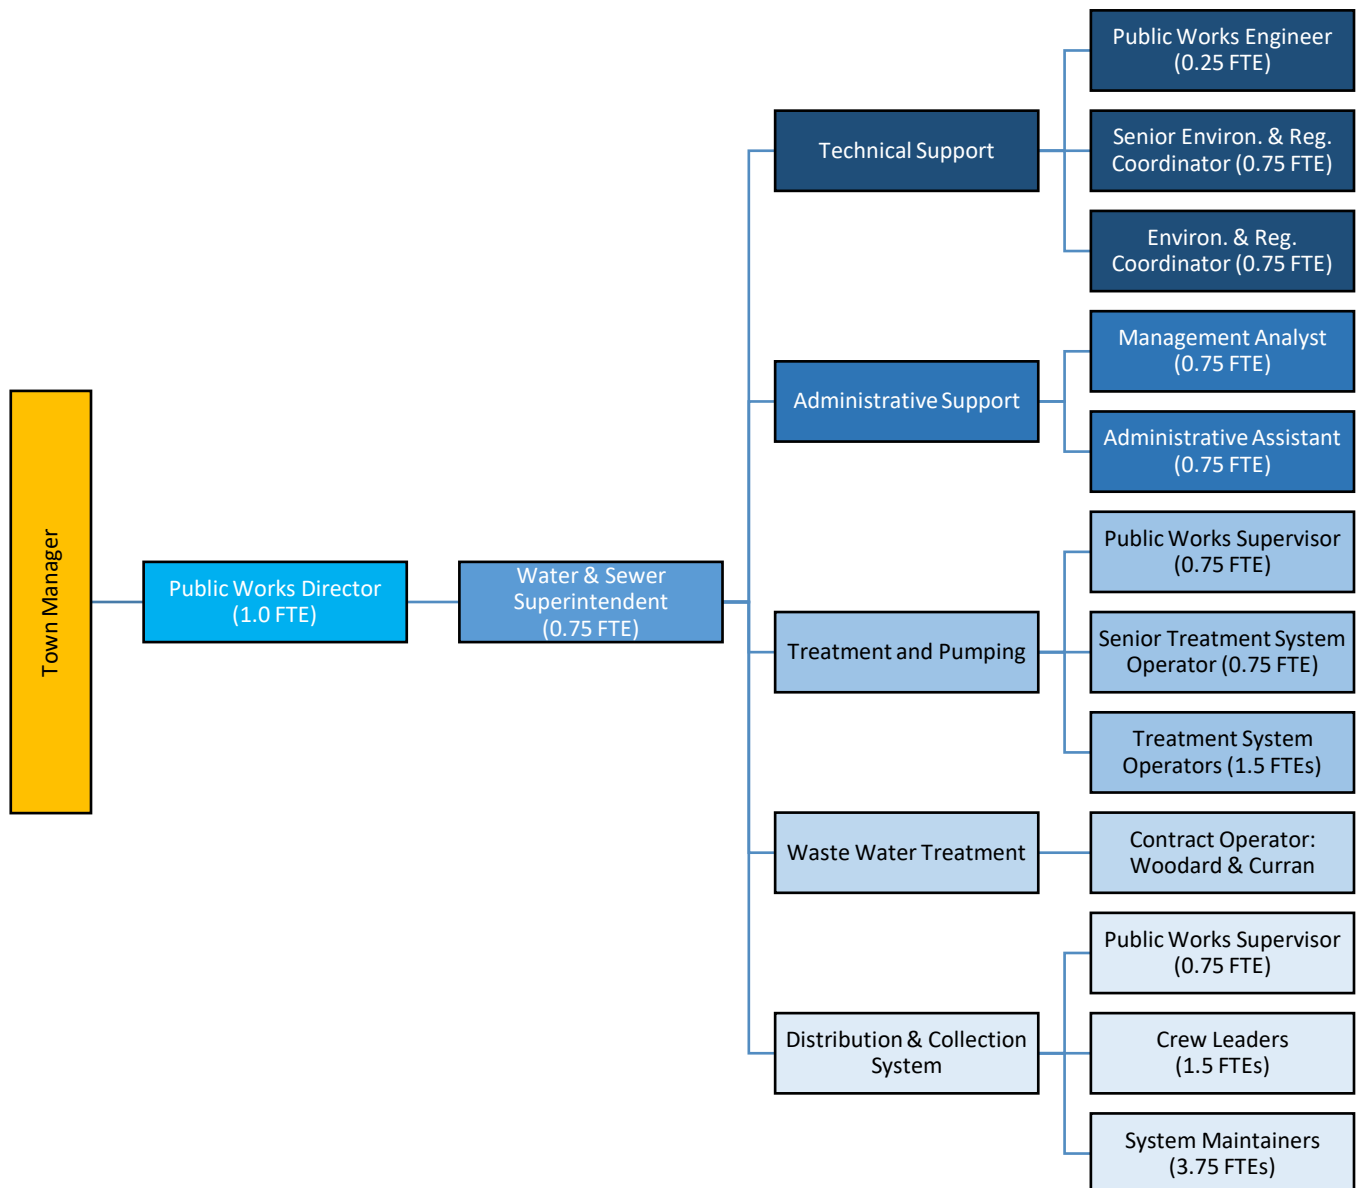 Town Manager
Public Works Director
(1.0 FTE)
Water & Sewer
Superintendent
(0.75 FTE)
Technical Support
Public Works Engineer
(0.25 FTE)
Senior Environ. & Reg.
Coordinator (0.75 FTE)
Environ. & Reg.
Coordinator (0.75 FTE)
Administrative Support
Management Analyst
(0.75 FTE)
Administrative Assistant
(0.75 FTE)
Treatment and Pumping
Public Works Supervisor
(0.75 FTE)
Senior Treatment System
Operator (0.75 FTE)
Treatment System
Operators (1.5 FTEs)
Waste Water Treatment
Contract Operator:
Woodard & Curran
Distribution & Collection
System
Public Works Supervisor
(0.75 FTE)
Crew Leaders
(1.5 FTEs)
System Maintainers
(3.75 FTEs)